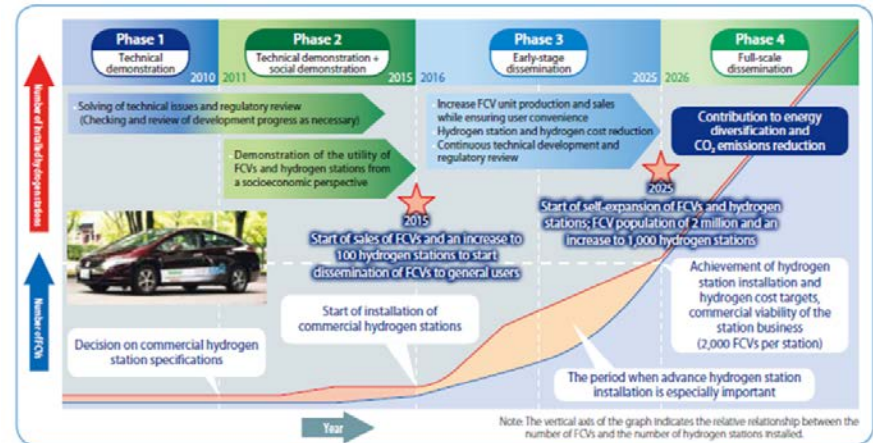 Phase 1
Technical
demonstration
2010
2011
Phase 2
Technical demonstration +
social demonstration
2015
2016
Phase 3
Early-stage
dissemination
2025
2026
Phase 4
Full-scale
dissemination
Number of installed hydrogen stations
Number of FCVs
· Solving of technical issues and regulatory review
(Checking and review of development progress as necessary)
· Demonstration of the utility of
FCVs and hydrogen stations from
a socioeconomic perspective
· Increase FCV unit production and sales
while ensuring user convenience
· Hydrogen station and hydrogen cost reduction
· Continuous technical development and
regulatory review
Contribution to energy
diversification and
CO₂ emissions reduction
2015
Start of sales of FCVs and an increase to
100 hydrogen stations to start
dissemination of FCVs to general users
2025
Start of self-expansion of FCVs and hydrogen
stations; FCV population of 2 million and an
increase to 1,000 hydrogen stations
Decision on commercial hydrogen
station specifications
Start of installation of
commercial hydrogen stations
Achievement of hydrogen
station installation and
hydrogen cost targets,
commercial viability of the
station business
(2,000 FCVs per station)
The period when advance hydrogen station
installation is especially important
Year
Note: The vertical axis of the graph indicates the relative relationship between the
number of FCVs and the number of hydrogen stations installed.